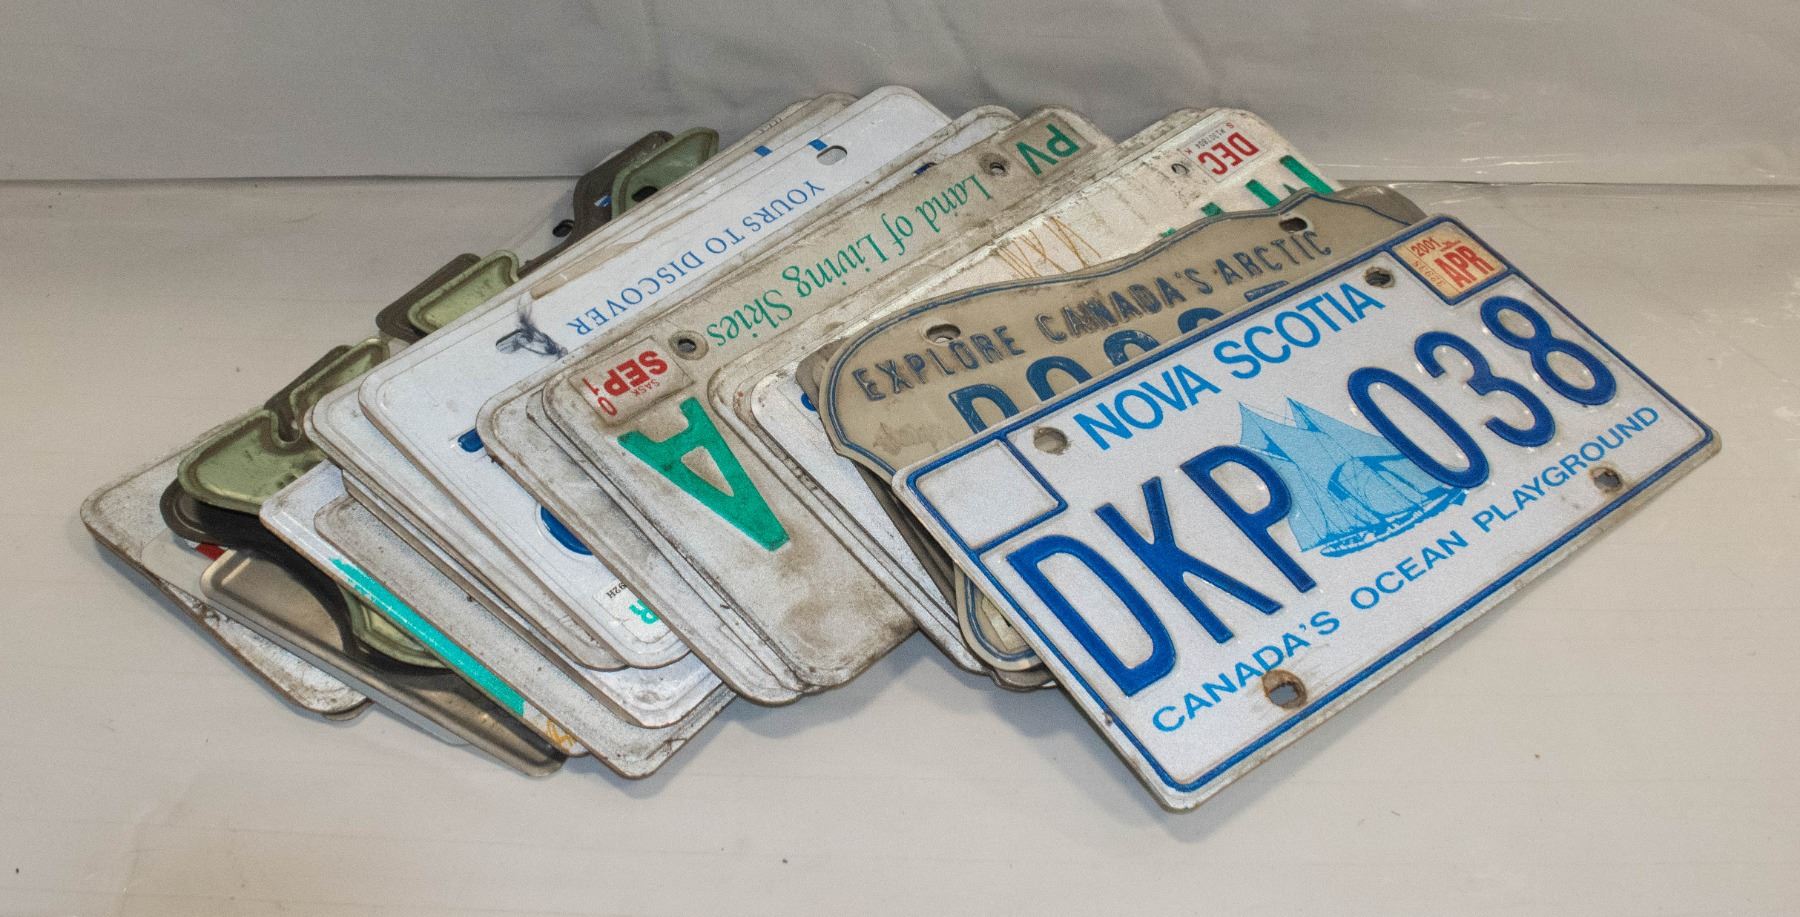 YOURS TO DISCOVER
PV
Land of Living Skies
SASK
SEP
A
DEC
EXPLORE CANADA'S ARCTIC
NOVA SCOTIA
2001
APR
DKP 038
CANADA'S OCEAN PLAYGROUND